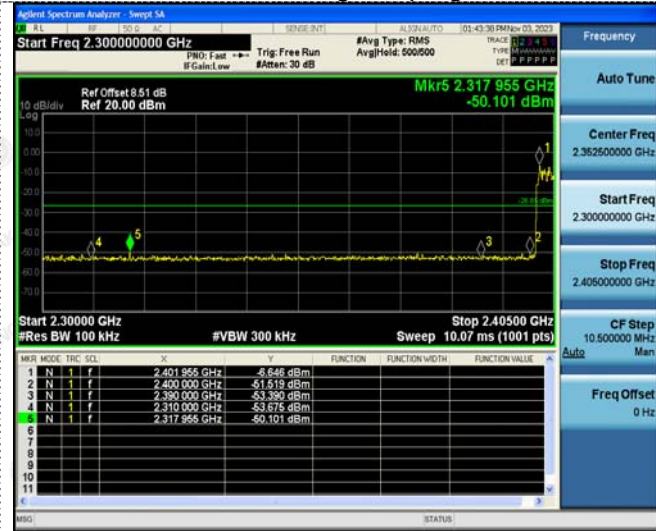 Agilent Spectrum Analyzer - Swept SA
RL RF 50 Ω AC SENSE:INT ALIGN AUTO 01:43:38 PM Nov 03, 2023
Start Freq 2.300000000 GHz
PNO: Fast
IFGain:Low
Trig: Free Run
#Atten: 30 dB
#Avg Type: RMS
Avg|Hold: 500/500
TRACE 1 2 3 4 5 6
TYPE M
DET P P P P P P
Ref Offset 8.51 dB
Ref 20.00 dBm
10 dB/div
Log
Mkr5 2.317 955 GHz
-50.101 dBm
10.0
0.00
-10.0
-20.0
-30.0
-40.0
-50.0
-60.0
-70.0
1
2
3
4
5
Start 2.30000 GHz
#Res BW 100 kHz
#VBW 300 kHz
Stop 2.40500 GHz
Sweep 10.07 ms (1001 pts)
MKR MODE TRC SCL X Y FUNCTION FUNCTION WIDTH FUNCTION VALUE
1 N 1 f 2.401 955 GHz -6.646 dBm
2 N 1 f 2.400 000 GHz -51.519 dBm
3 N 1 f 2.390 000 GHz -53.390 dBm
4 N 1 f 2.310 000 GHz -53.675 dBm
5 N 1 f 2.317 955 GHz -50.101 dBm
6
7
8
9
10
11
MSG STATUS
Frequency
Auto Tune
Center Freq
2.352500000 GHz
Start Freq
2.300000000 GHz
Stop Freq
2.405000000 GHz
CF Step
10.500000 MHz
Auto Man
Freq Offset
0 Hz